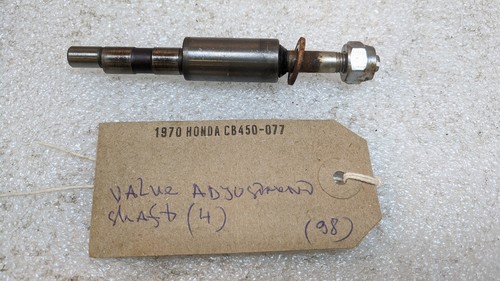 1970 HONDA CB450-077
VALVE ADJUSTMENT
Shaft (4) (98)